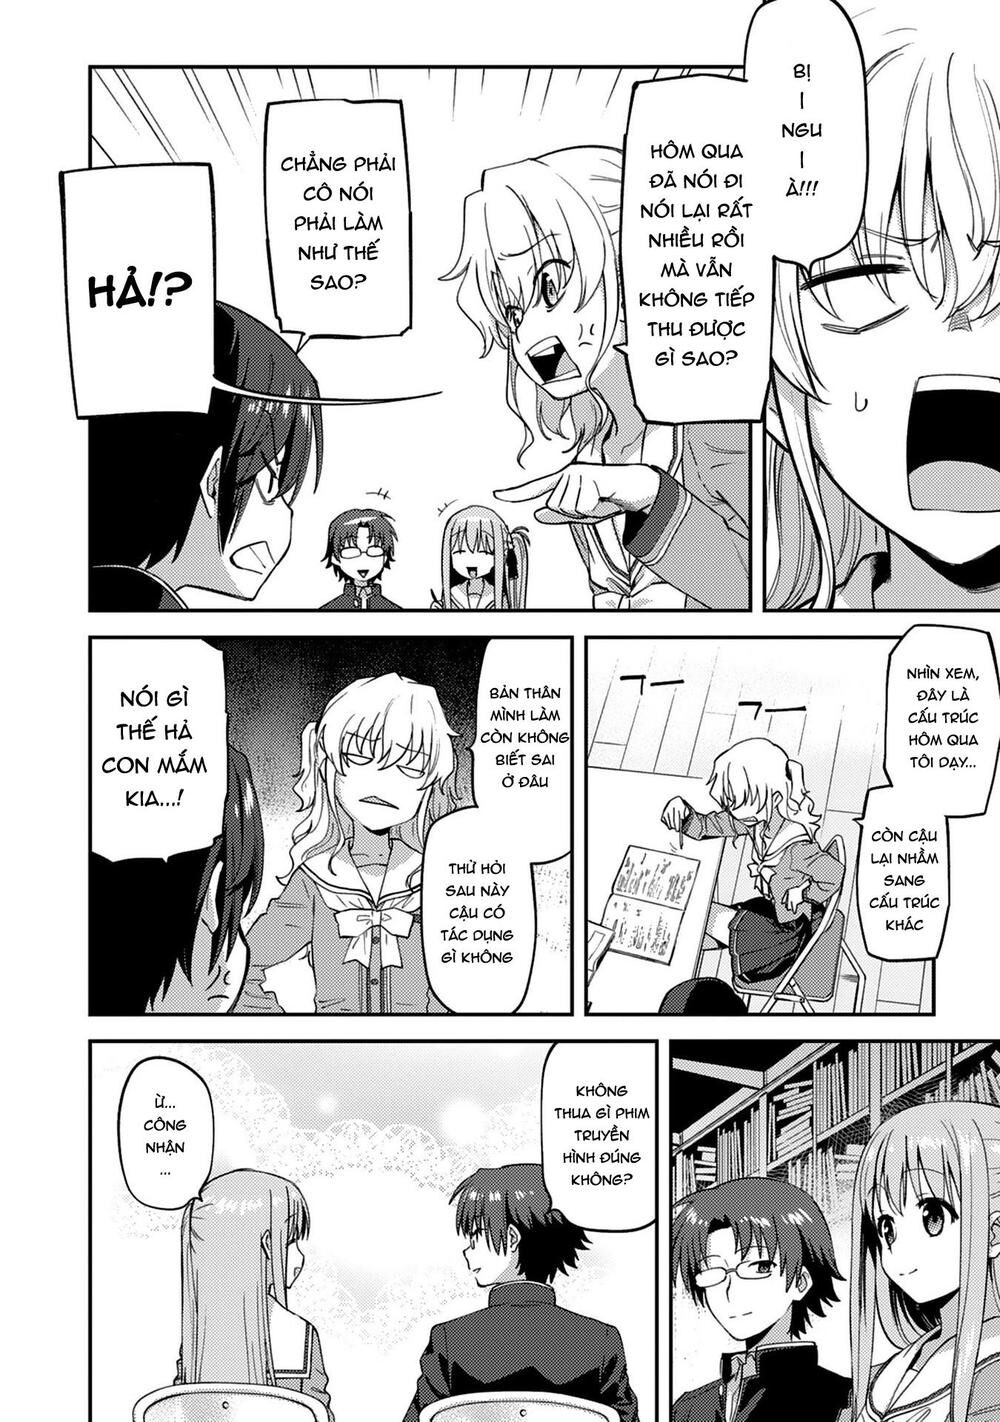 BỊ
|
NGU
|
À!!!
HÔM QUA
ĐÃ NÓI ĐI
NÓI LẠI RẤT
NHIỀU RỒI
MÀ VẪN
KHÔNG TIẾP
THU ĐƯỢC
GÌ SAO?
CHẲNG PHẢI
CÔ NÓI
PHẢI LÀM
NHƯ THẾ
SAO?
HẢ!?
NHÌN XEM,
ĐÂY LÀ
CẤU TRÚC
HÔM QUA
TÔI DẠY...
CÒN CẬU
LẠI NHẦM
SANG
CẤU TRÚC
KHÁC
BẢN THÂN
MÌNH LÀM
CÒN KHÔNG
BIẾT SAI
Ở ĐÂU
THỬ HỎI
SAU NÀY
CẬU CÓ
TÁC DỤNG
GÌ KHÔNG
NÓI GÌ
THẾ HẢ
CON MẮM
KIA...!
KHÔNG
THUA GÌ PHIM
TRUYỀN
HÌNH ĐÚNG
KHÔNG?
Ừ...
CÔNG
NHẬN
...